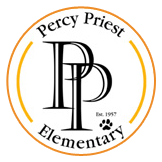 Percy Priest
PP
Est. 1957
Elementary